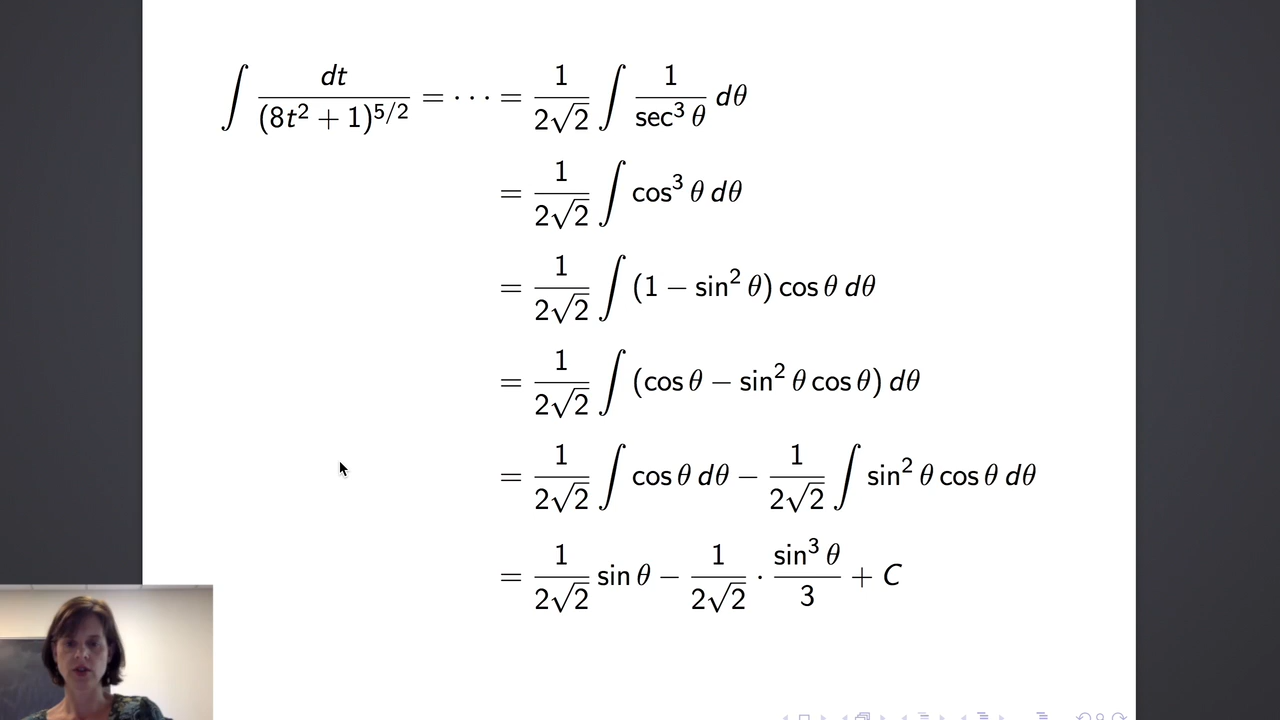 ∫ dt/(8t² + 1)^{5/2} = ⋯ = 1/(2√2) ∫ 1/sec³ θ dθ
= 1/(2√2) ∫ cos³ θ dθ
= 1/(2√2) ∫ (1 − sin² θ) cos θ dθ
= 1/(2√2) ∫ (cos θ − sin² θ cos θ) dθ
= 1/(2√2) ∫ cos θ dθ − 1/(2√2) ∫ sin² θ cos θ dθ
= 1/(2√2) sin θ − 1/(2√2) · sin³ θ/3 + C